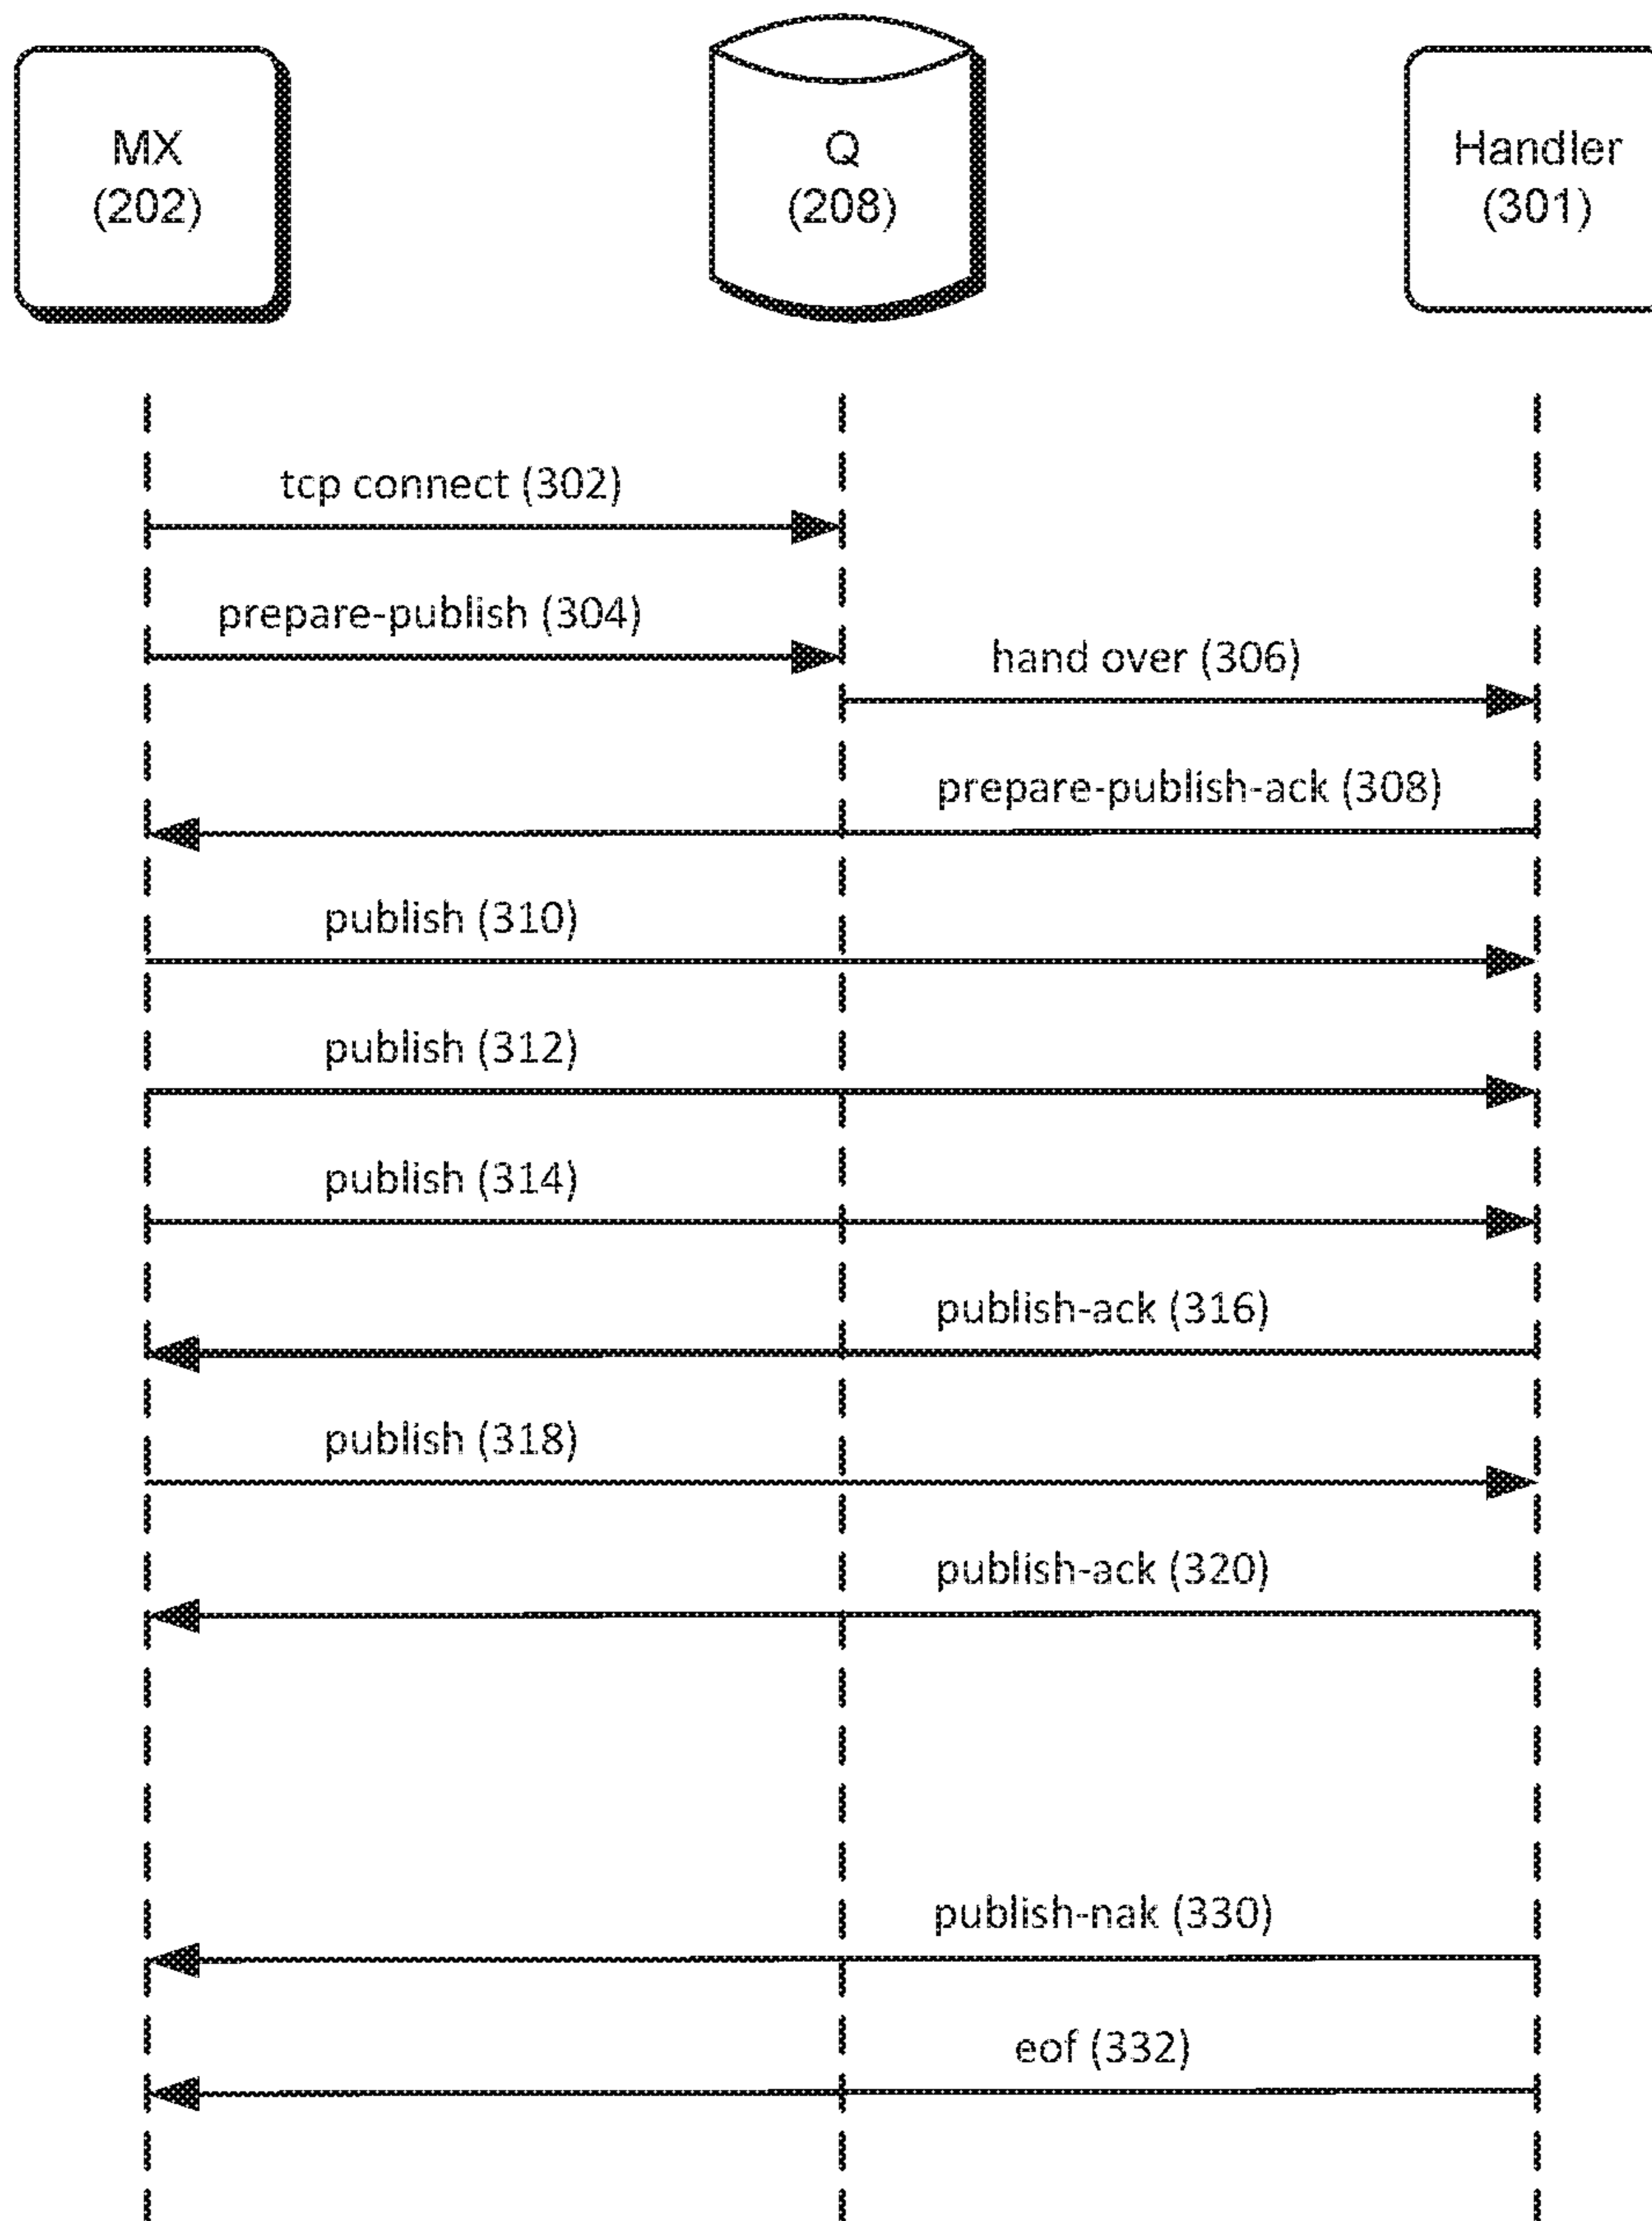 MX
(202)
Q
(208)
Handler
(301)
tcp connect (302)
prepare-publish (304)
hand over (306)
prepare-publish-ack (308)
publish (310)
publish (312)
publish (314)
publish-ack (316)
publish (318)
publish-ack (320)
publish-nak (330)
eof (332)